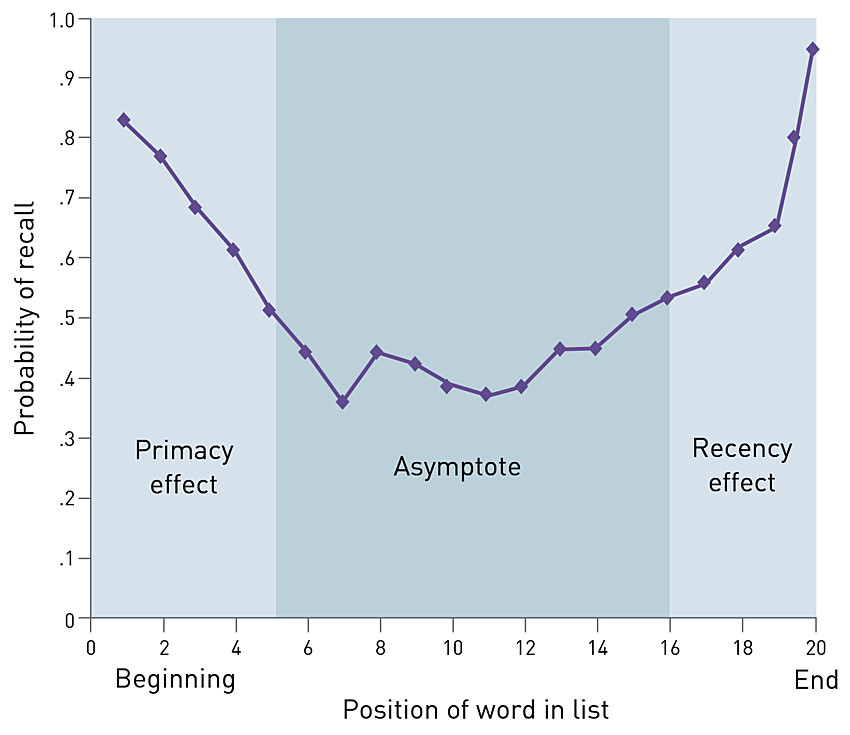 1.0
.9
.8
.7
.6
.5
.4
.3
.2
.1
0
Probability of recall
Primacy
effect
Asymptote
Recency
effect
0 2 4 6 8 10 12 14 16 18 20
Beginning End
Position of word in list